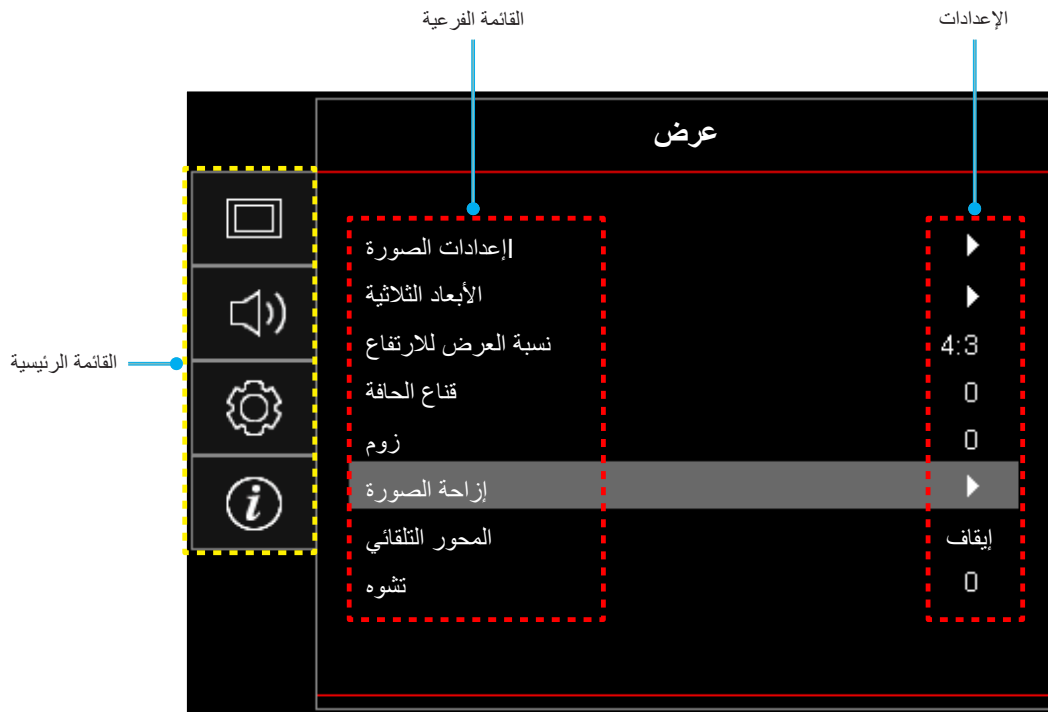 القائمة الفرعية
الإعدادات
عرض
القائمة الرئيسية
إعدادات الصورة
الأبعاد الثلاثية
نسبة العرض للارتفاع 4:3
قناع الحافة 0
زوم 0
إزاحة الصورة
المحور التلقائي إيقاف
تشوه 0